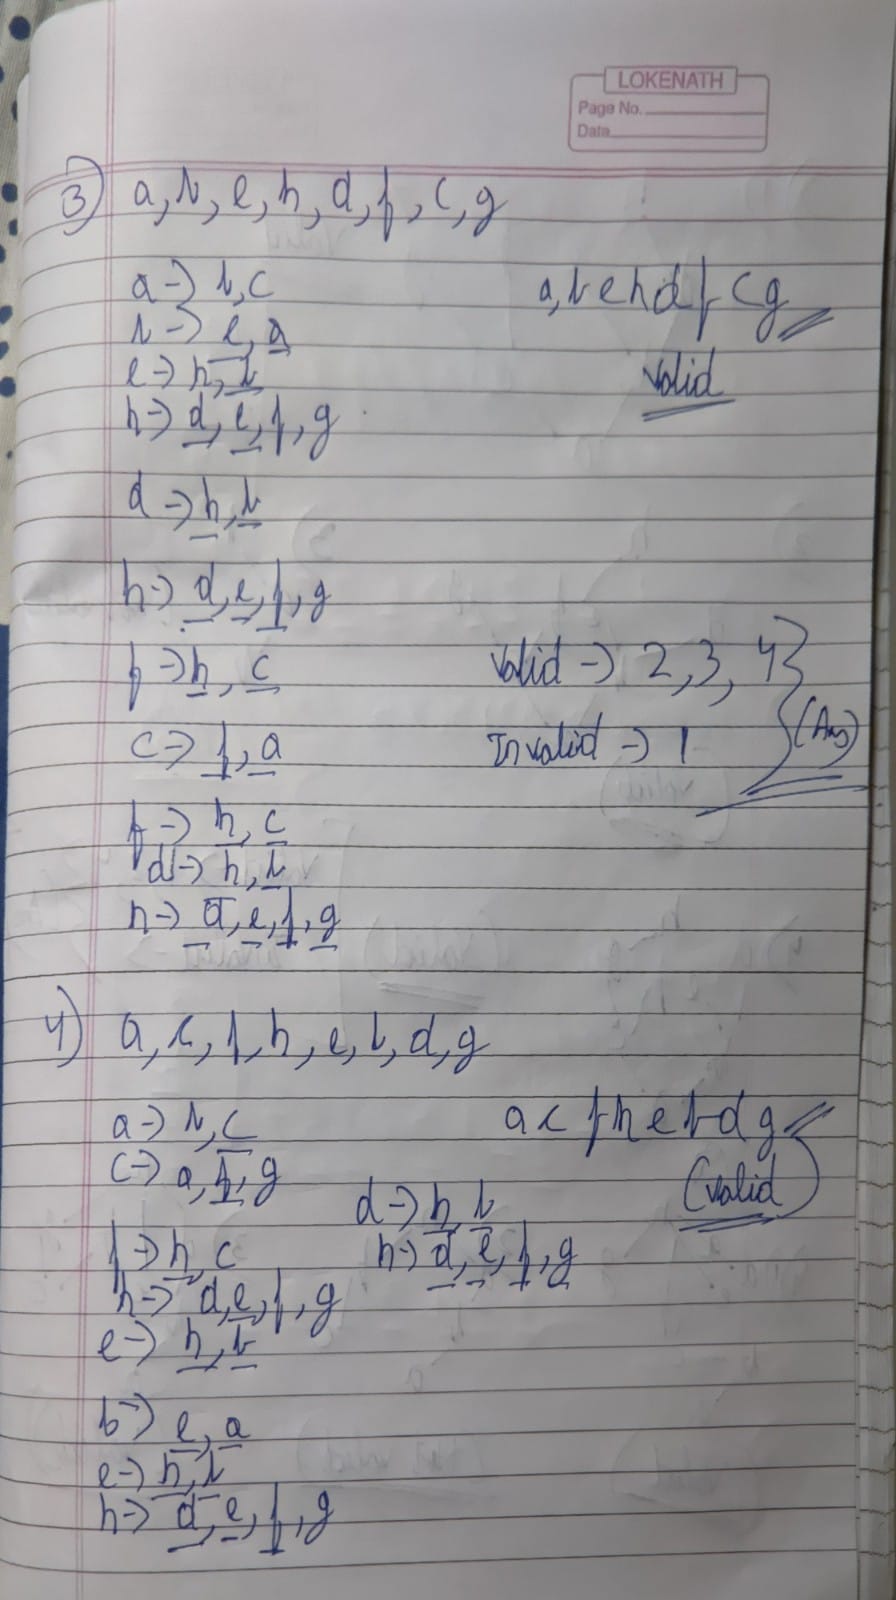 LOKENATH
Page No.
Date
3) a, b, e, h, d, f, c, g
a → b, c
b → e, a
e → h, b
h → d, e, f, g
a, b e h d f c g
valid
d → h, b
h → d, e, f, g
f → h, c
c → f, a
Valid → 2, 3, 4
Invalid → 1
(Ans)
f → h, c
d → h, b
h → d, e, f, g
4) a, c, f, h, e, b, d, g
a → b, c
c → a, f, g
a c f h e b d g
(valid)
f → h, c
h → d, e, f, g
e → h, b
d → h, b
h → d, e, f, g
b → e, a
e → h, b
h → d, e, f, g